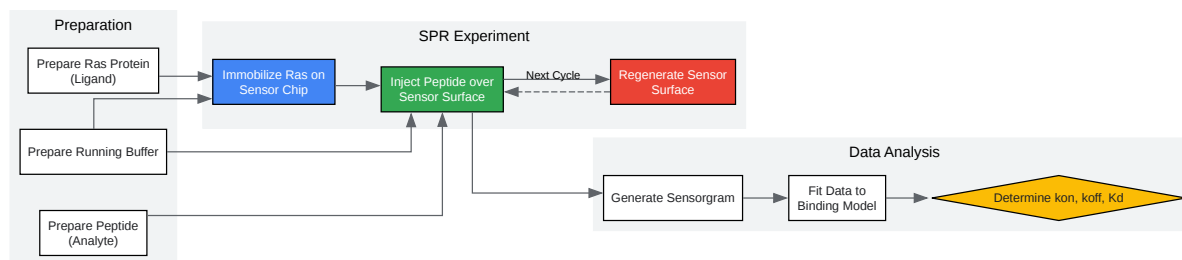 Preparation
Prepare Ras Protein
(Ligand)
Prepare Running Buffer
Prepare Peptide
(Analyte)
SPR Experiment
Immobilize Ras on
Sensor Chip
Inject Peptide over
Sensor Surface
Next Cycle
Regenerate Sensor
Surface
Data Analysis
Generate Sensorgram
Fit Data to
Binding Model
Determine kon, koff, Kd